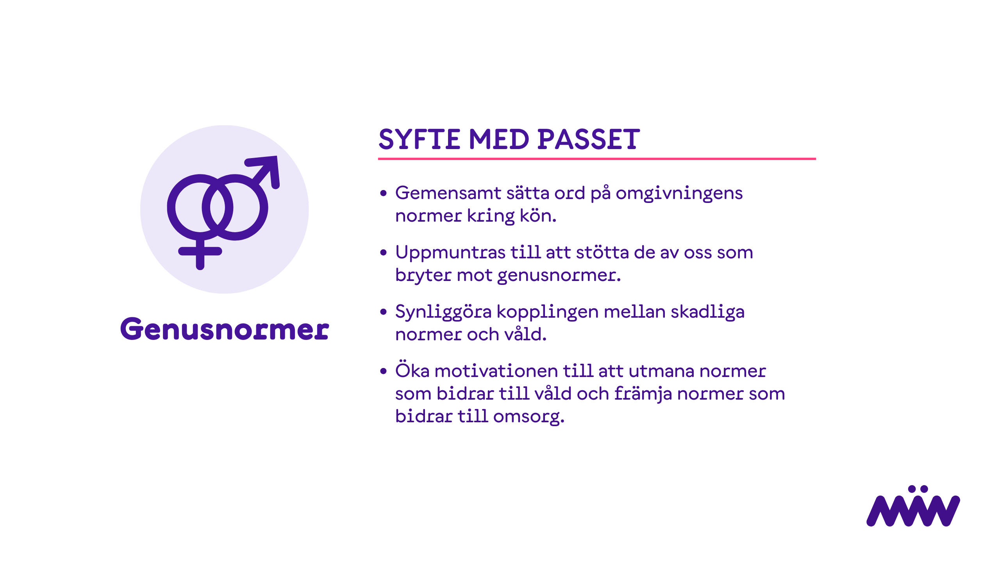 Genusnormer
SYFTE MED PASSET
• Gemensamt sätta ord på omgivningens
normer kring kön.
• Uppmuntras till att stötta de av oss som
bryter mot genusnormer.
• Synliggöra kopplingen mellan skadliga
normer och våld.
• Öka motivationen till att utmana normer
som bidrar till våld och främja normer som
bidrar till omsorg.
MÄN